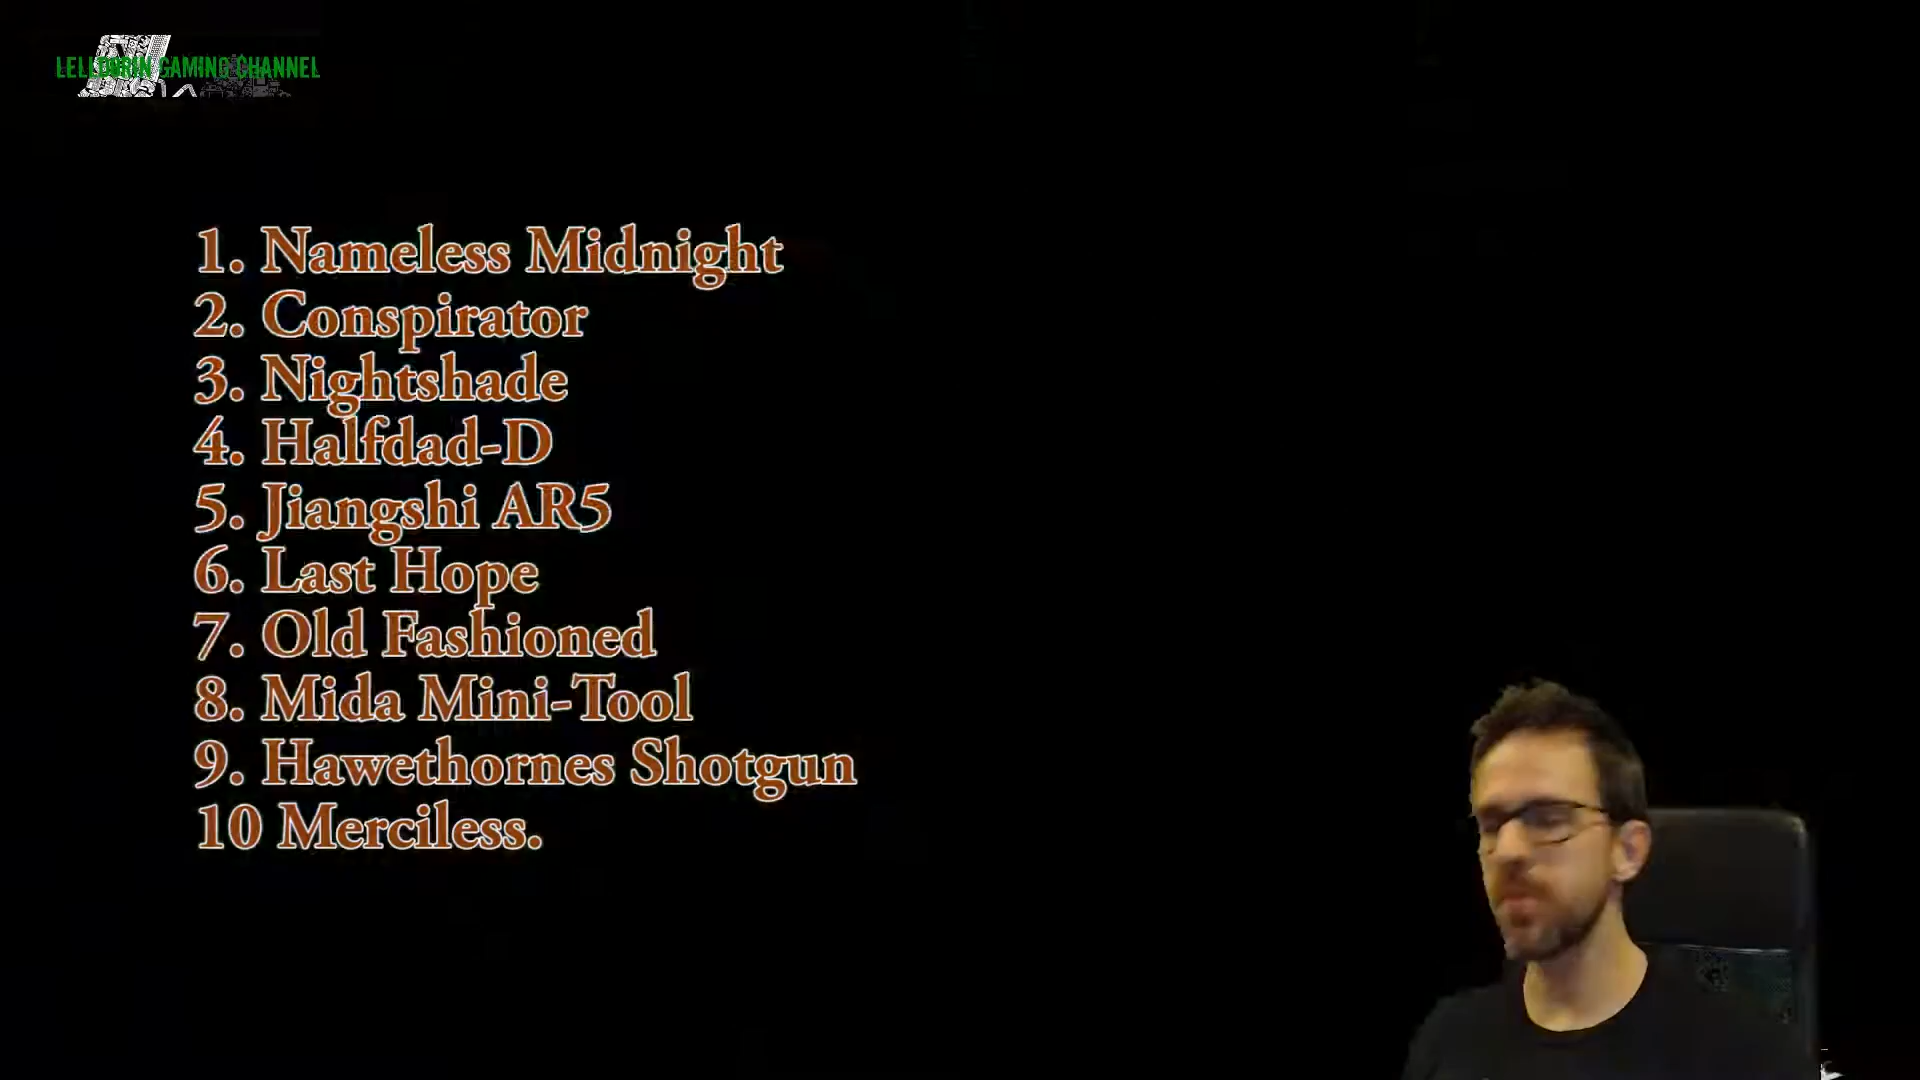 GAMING CHANNEL
1. Nameless Midnight
2. Conspirator
3. Nightshade
4. Halfdad-D
5. Jiangshi AR5
6. Last Hope
7. Old Fashioned
8. Mida Mini-Tool
9. Hawethornes Shotgun
10 Merciless.